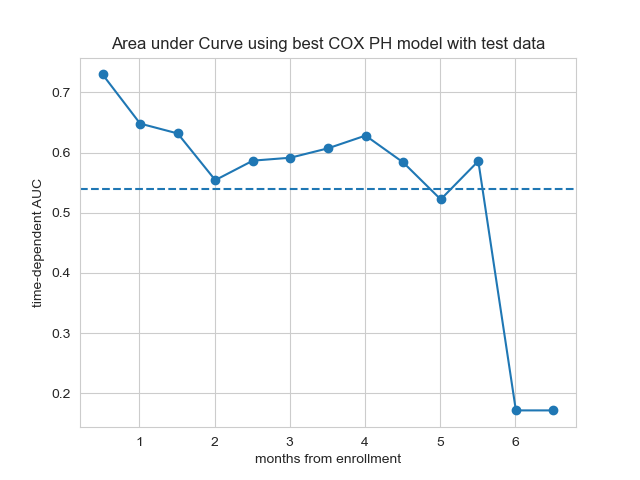 Area under Curve using best COX PH model with test data
time-dependent AUC
0.7
0.6
0.5
0.4
0.3
0.2
1 2 3 4 5 6
months from enrollment